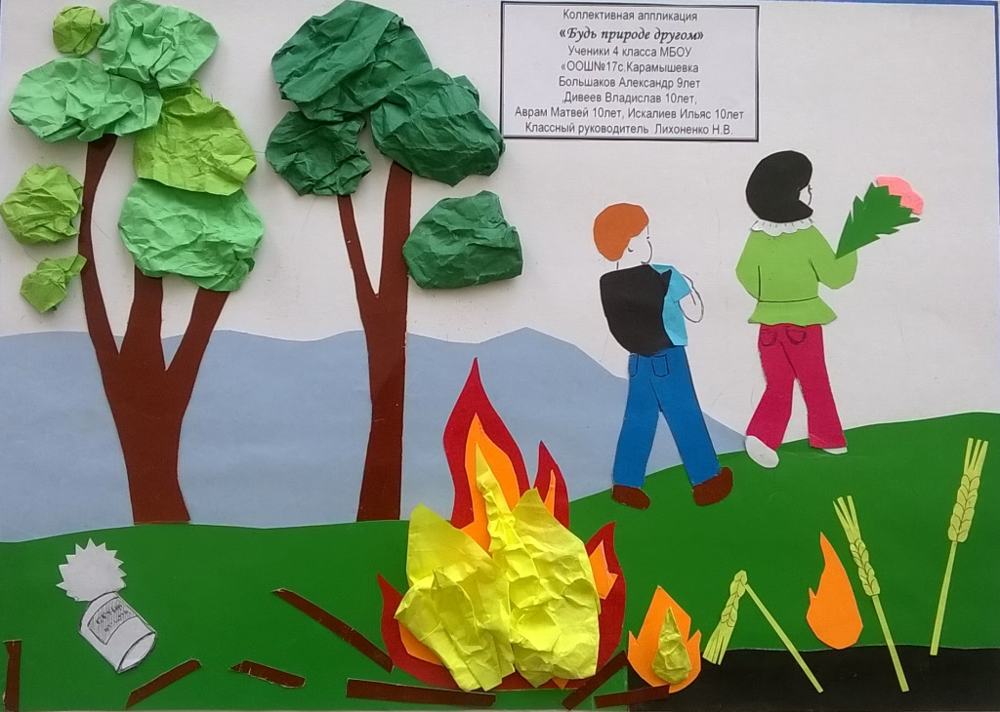 Коллективная аппликация
«Будь природе другом»
Ученики 4 класса МБОУ
«ООШ№17с.Карамышевка
Большаков Александр 9лет
,Дивеев Владислав 10лет,
Аврам Матвей 10лет, Искалиев Ильяс 10лет
Классный руководитель Лихоненко Н.В.